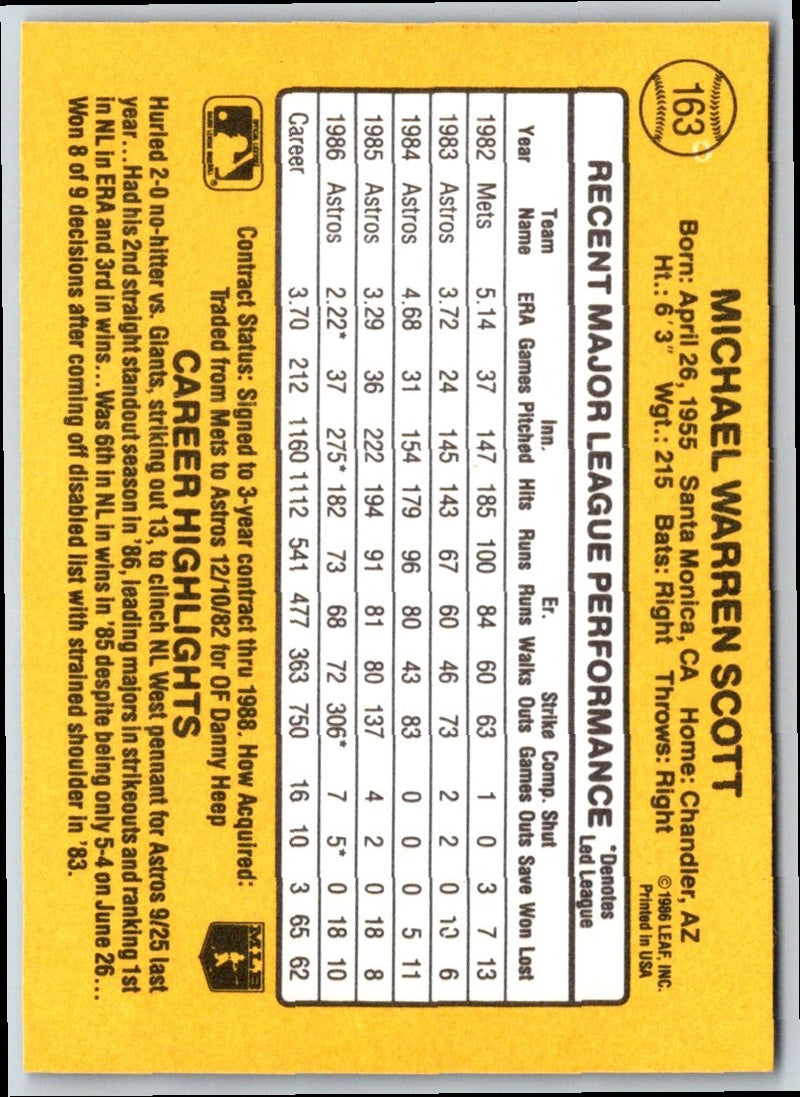 163
MICHAEL WARREN SCOTT
Born: April 26, 1955 Santa Monica, CA Home: Chandler, AZ
Ht.: 6'3" Wgt.: 215 Bats: Right Throws: Right
©1986 LEAF, INC.
Printed in USA
RECENT MAJOR LEAGUE PERFORMANCE *Denotes Led League
Year Team Name ERA Games Inn. Pitched Hits Runs Er. Runs Walks Strike Outs Comp. Games Shut Outs Save Won Lost
1982 Mets 5.14 37 147 185 100 84 60 63 1 0 3 7 13
1983 Astros 3.72 24 145 143 67 60 46 73 2 2 0 10 6
1984 Astros 4.68 31 154 179 96 80 43 83 0 0 0 5 11
1985 Astros 3.29 36 222 194 91 81 80 137 4 2 0 18 8
1986 Astros 2.22* 37 275* 182 73 68 72 306* 7 5* 0 18 10
Career 3.70 212 1160 1112 541 477 363 750 16 10 3 65 62
Contract Status: Signed to 3-year contract thru 1988. How Acquired:
Traded from Mets to Astros 12/10/82 for OF Danny Heep
MLB
CAREER HIGHLIGHTS
Hurled 2-0 no-hitter vs. Giants, striking out 13, to clinch NL West pennant for Astros 9/25 last
year... Had his 2nd straight standout season in '86, leading majors in strikeouts and ranking 1st
in NL in ERA and 3rd in wins... Was 6th in NL in wins in '85 despite being only 5-4 on June 26...
Won 8 of 9 decisions after coming off disabled list with strained shoulder in '83.